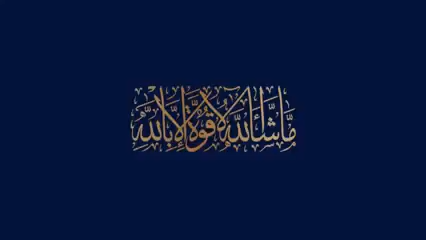 مَّا شَاءَ اللَّهُ لَا قُوَّةَ إِلَّا بِاللَّهِ